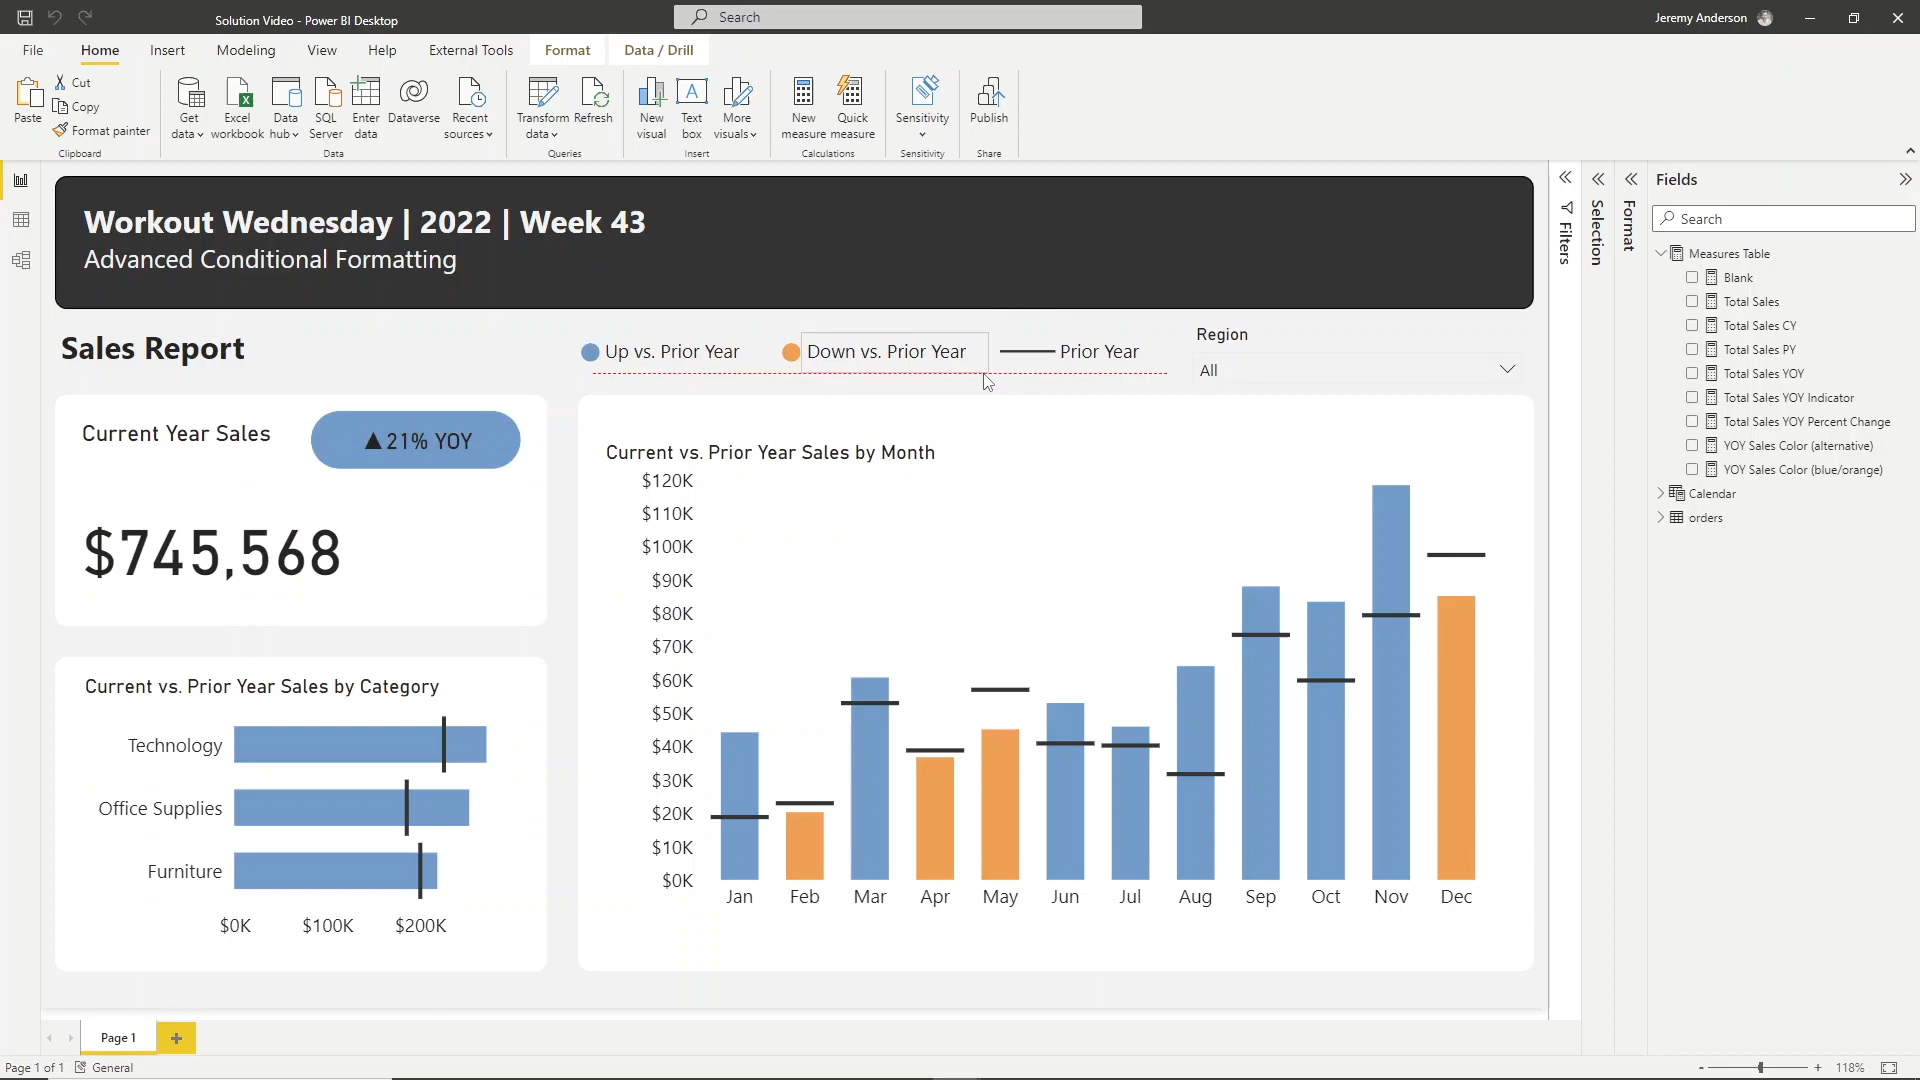 Solution Video - Power BI Desktop
Search
Jeremy Anderson
File Home Insert Modeling View Help External Tools Format Data / Drill
Paste
Cut
Copy
Format painter
Clipboard
Get data
Excel workbook
Data hub
SQL Server
Enter data
Dataverse
Recent sources
Data
Transform data
Refresh
Queries
New visual
Text box
More visuals
Insert
New measure
Quick measure
Calculations
Sensitivity
Sensitivity
Publish
Share
Workout Wednesday | 2022 | Week 43
Advanced Conditional Formatting
Sales Report
Up vs. Prior Year
Down vs. Prior Year
Prior Year
Region
All
Current Year Sales
▲21% YOY
$745,568
Current vs. Prior Year Sales by Category
Technology
Office Supplies
Furniture
$0K $100K $200K
Current vs. Prior Year Sales by Month
$120K
$110K
$100K
$90K
$80K
$70K
$60K
$50K
$40K
$30K
$20K
$10K
$0K
Jan Feb Mar Apr May Jun Jul Aug Sep Oct Nov Dec
Filters
Selection
Format
Fields
Search
Measures Table
Blank
Total Sales
Total Sales CY
Total Sales PY
Total Sales YOY
Total Sales YOY Indicator
Total Sales YOY Percent Change
YOY Sales Color (alternative)
YOY Sales Color (blue/orange)
Calendar
orders
Page 1
+
Page 1 of 1
General
- + 118%